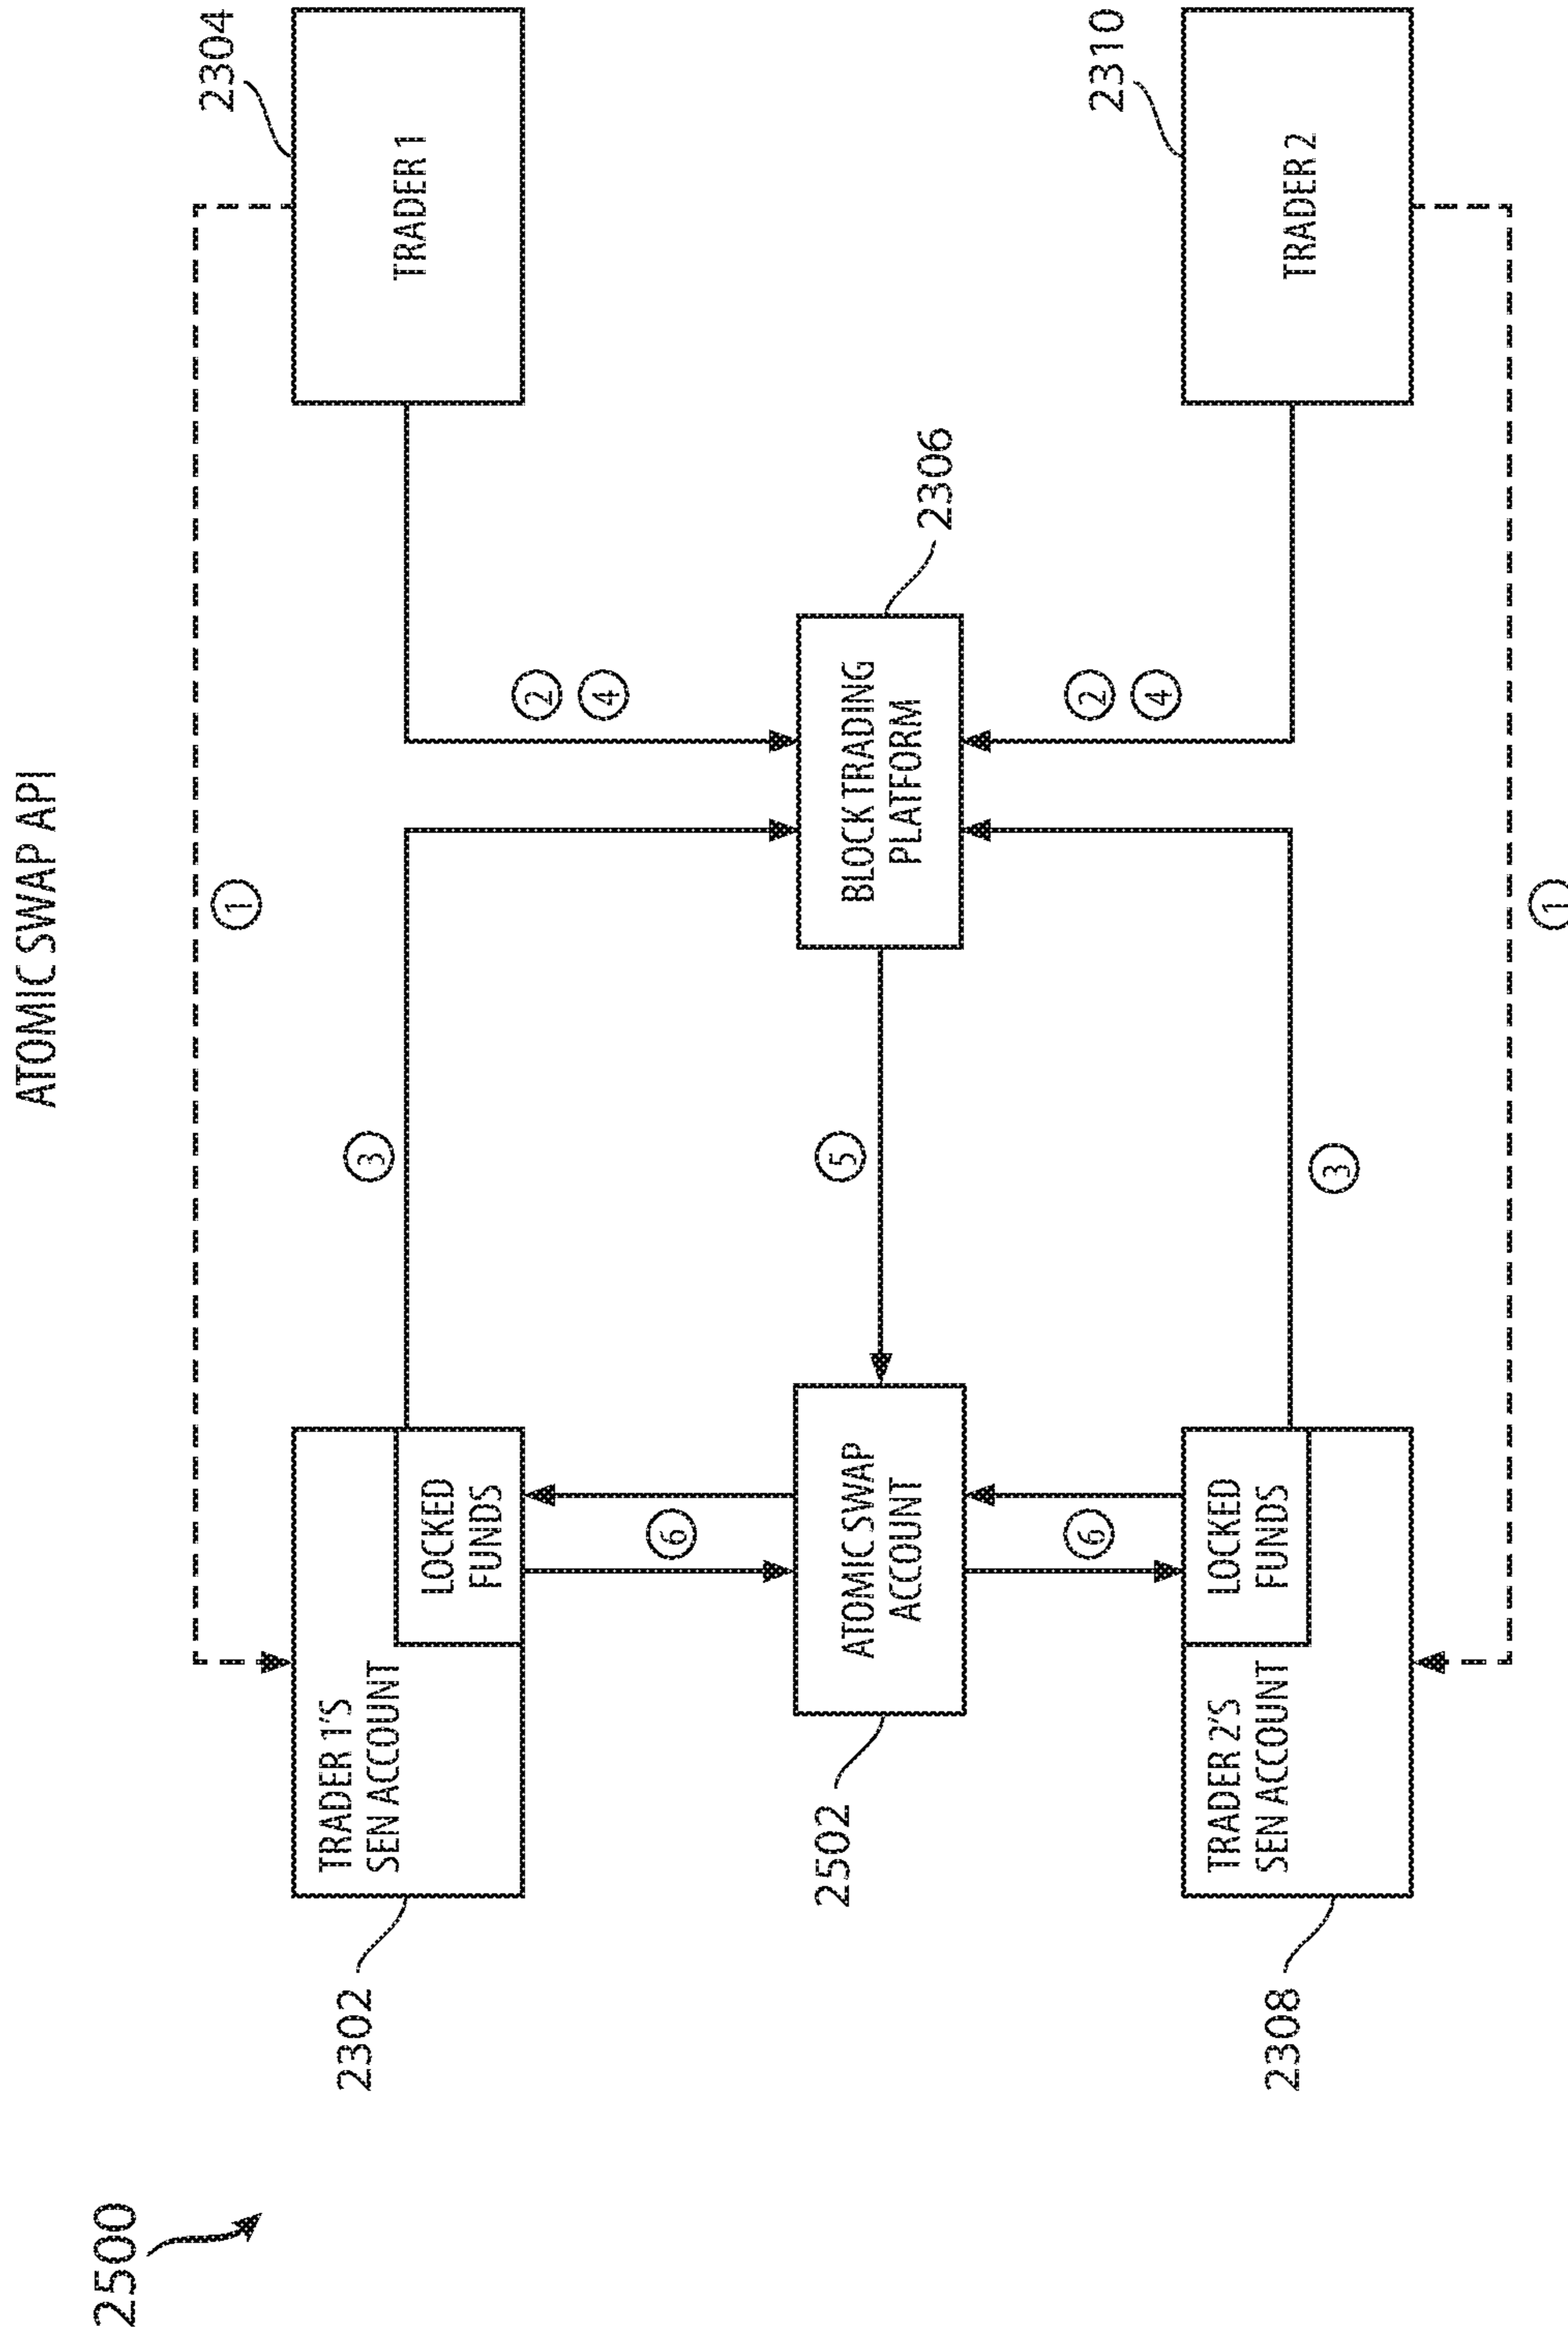 ATOMIC SWAP API
2500
①
2302
TRADER 1'S
SEN ACCOUNT
LOCKED
FUNDS
③
2304
TRADER 1
②
④
⑥
2502
ATOMIC SWAP
ACCOUNT
⑤
BLOCK TRADING
PLATFORM
2306
⑥
②
④
2308
TRADER 2'S
SEN ACCOUNT
LOCKED
FUNDS
③
2310
TRADER 2
①